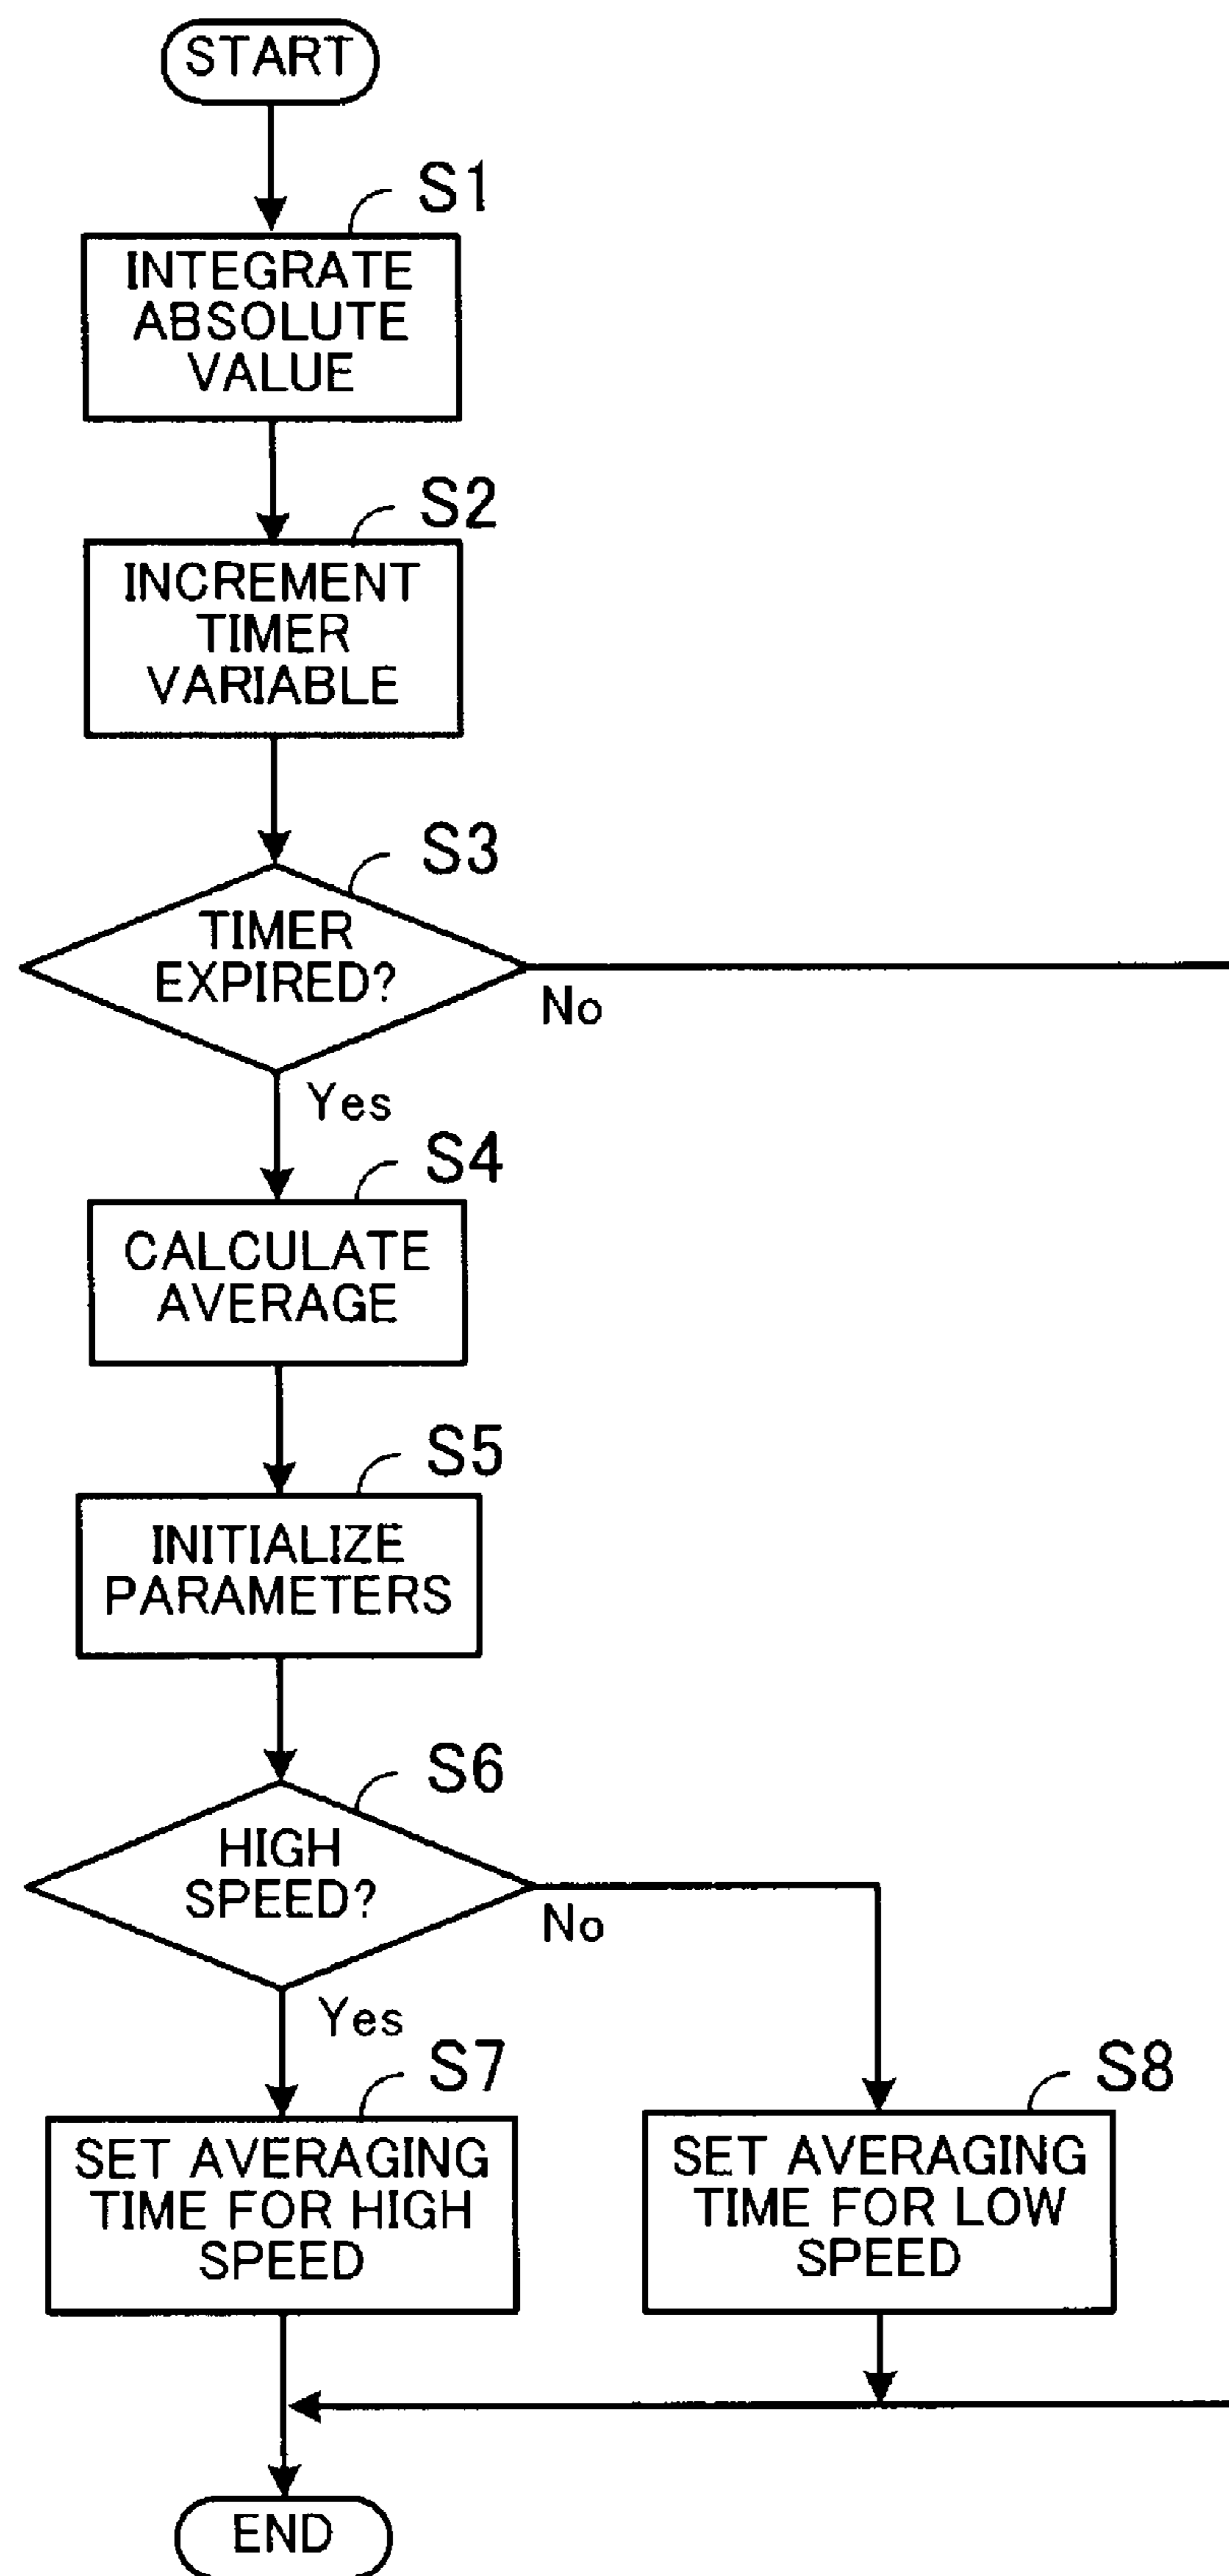 START
S1
INTEGRATE
ABSOLUTE
VALUE
S2
INCREMENT
TIMER
VARIABLE
S3
TIMER
EXPIRED?
No
Yes
S4
CALCULATE
AVERAGE
S5
INITIALIZE
PARAMETERS
S6
HIGH
SPEED?
No
Yes
S7
SET AVERAGING
TIME FOR HIGH
SPEED
S8
SET AVERAGING
TIME FOR LOW
SPEED
END